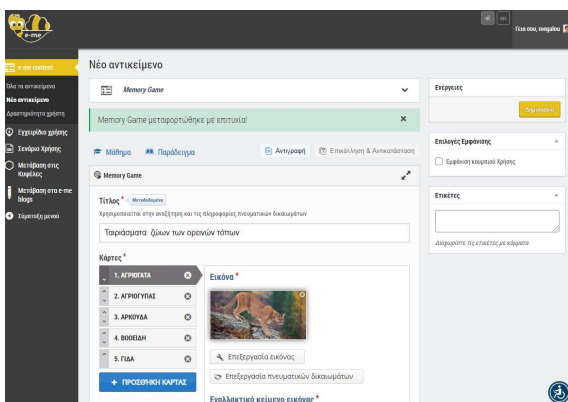 e-me
el en
Γεια σου, megalou
e-me content
Όλα τα αντικείμενα
Νέο αντικείμενο
Δραστηριότητα χρήστη
Εγχειρίδιο χρήσης
Σενάριο Χρήσης
Μετάβαση στις Κυψέλες
Μετάβαση στα e-me blogs
Σύμπτυξη μενού
Νέο αντικείμενο
Memory Game
Memory Game μεταφορτώθηκε με επιτυχία!
Μάθημα Παράδειγμα Αντιγραφή Επικόλληση & Αντικατάσταση
Memory Game
Τίτλος * Μεταδεδομένα
Χρησιμοποιείται στην αναζήτηση και τις πληροφορίες πνευματικών δικαιωμάτων
Ταιριάσματα ζώων των ορεινών τόπων
Κάρτες *
1. ΑΓΡΙΟΓΑΤΑ
2. ΑΓΡΙΟΓΥΠΑΣ
3. ΑΡΚΟΥΔΑ
4. ΒΟΟΕΙΔΗ
5. ΓΙΔΑ
+ ΠΡΟΣΘΗΚΗ ΚΑΡΤΑΣ
Εικόνα *
Επεξεργασία εικόνας
Επεξεργασία πνευματικών δικαιωμάτων
Εναλλακτικό κείμενο εικόνας *
Ενέργειες
Δημιουργία
Επιλογές Εμφάνισης
Εμφάνιση κουμπιού Χρήσης
Ετικέτες
Διαχωρίστε τις ετικέτες με κόμματα